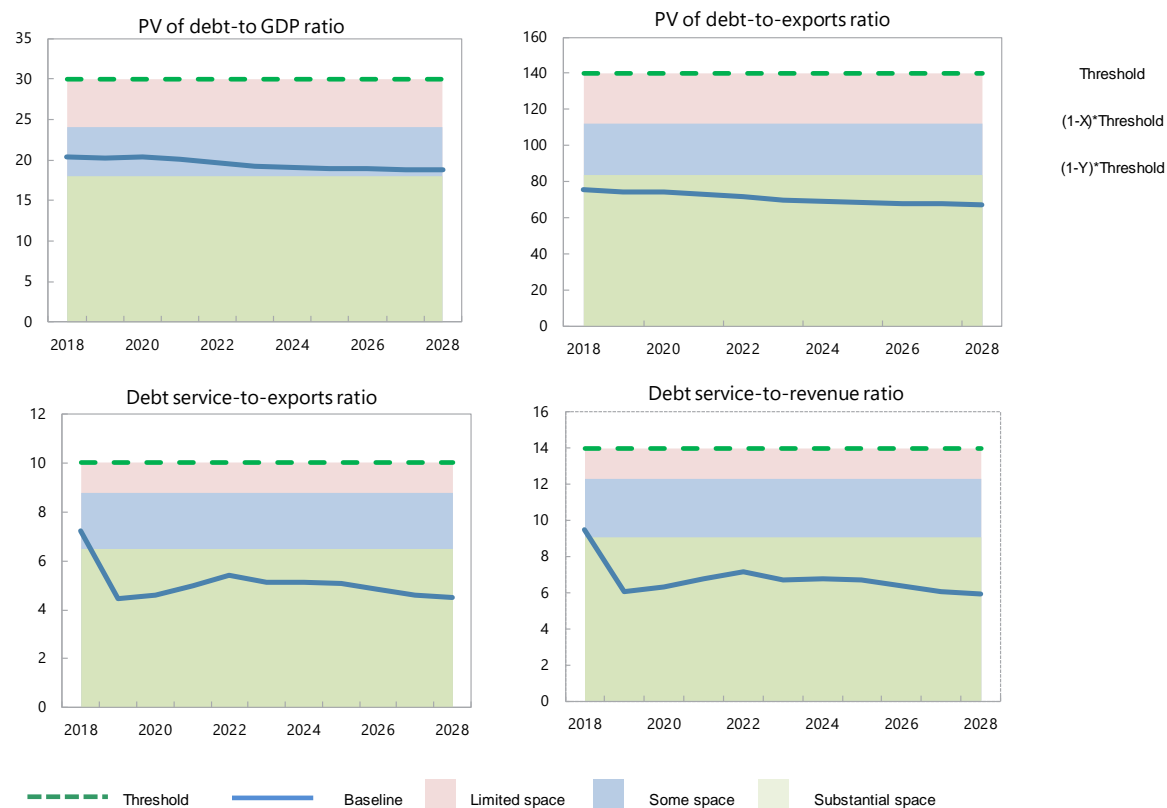 PV of debt-to GDP ratio
35
30
25
20
15
10
5
0
2018 2020 2022 2024 2026 2028
PV of debt-to-exports ratio
160
140
120
100
80
60
40
20
0
2018 2020 2022 2024 2026 2028
Threshold
(1-X)*Threshold
(1-Y)*Threshold
Debt service-to-exports ratio
12
10
8
6
4
2
0
2018 2020 2022 2024 2026 2028
Debt service-to-revenue ratio
16
14
12
10
8
6
4
2
0
2018 2020 2022 2024 2026 2028
Threshold Baseline Limited space Some space Substantial space